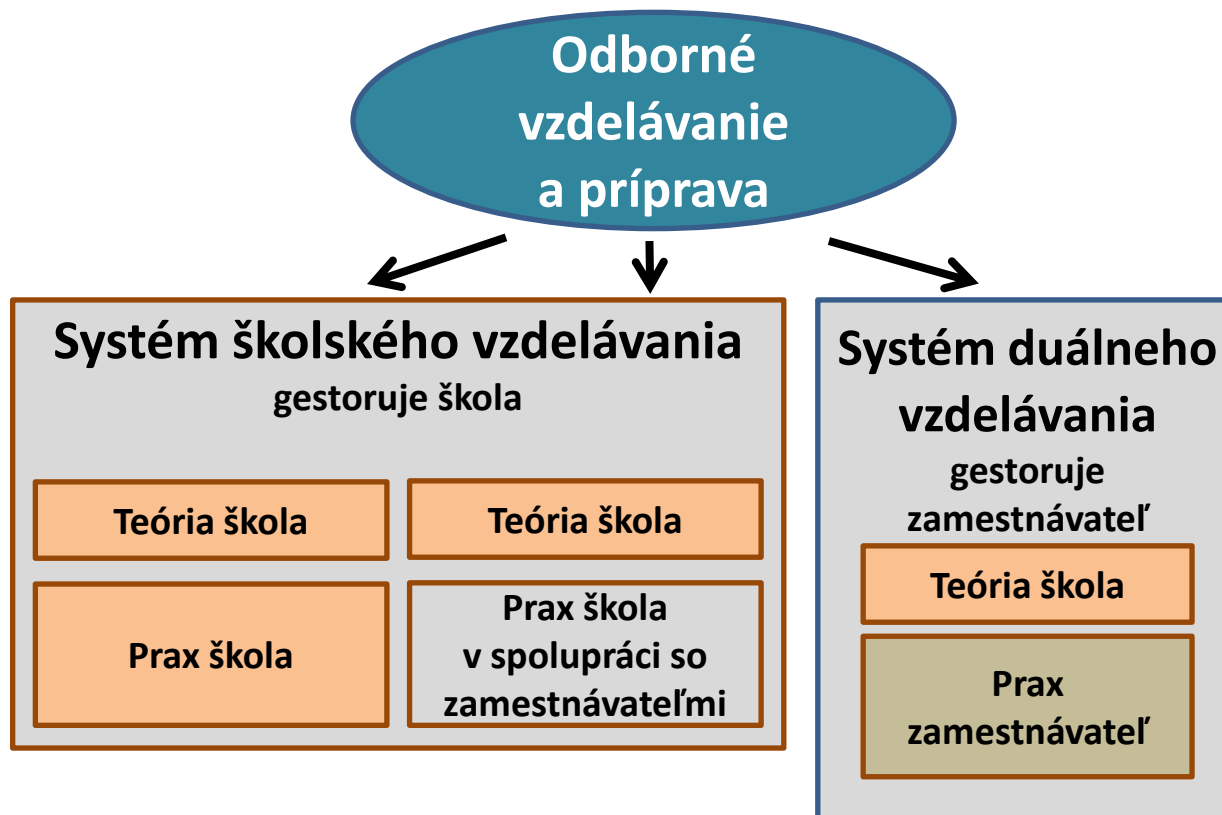 Odborné
vzdelávanie
a príprava
Systém školského vzdelávania
gestoruje škola
Teória škola
Teória škola
Prax škola
Prax škola
v spolupráci so
zamestnávateľmi
Systém duálneho
vzdelávania
gestoruje
zamestnávateľ
Teória škola
Prax
zamestnávateľ